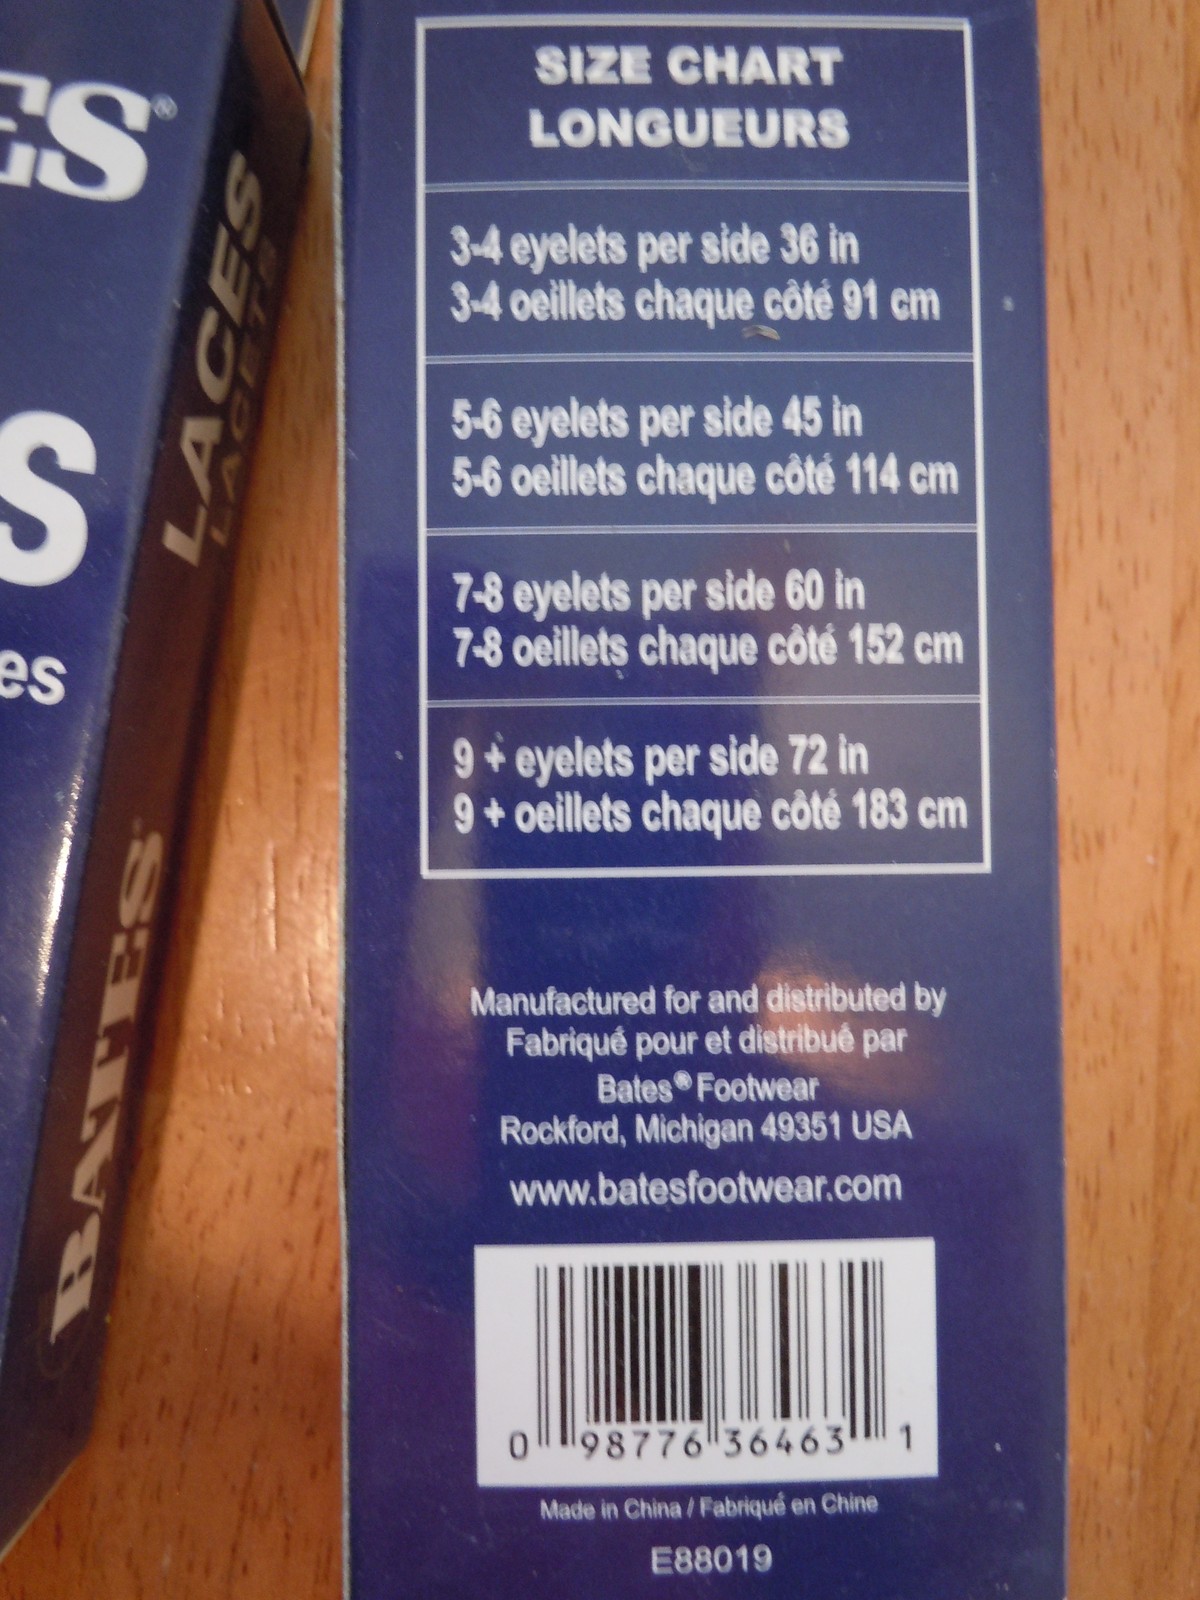 ES®
S
es
LACES
LACETS
BATES
SIZE CHART
LONGUEURS
3-4 eyelets per side 36 in
3-4 oeillets chaque côté 91 cm
5-6 eyelets per side 45 in
5-6 oeillets chaque côté 114 cm
7-8 eyelets per side 60 in
7-8 oeillets chaque côté 152 cm
9 + eyelets per side 72 in
9 + oeillets chaque côté 183 cm
Manufactured for and distributed by
Fabriqué pour et distribué par
Bates® Footwear
Rockford, Michigan 49351 USA
www.batesfootwear.com
0 98776 36463 1
Made in China / Fabriqué en Chine
E88019